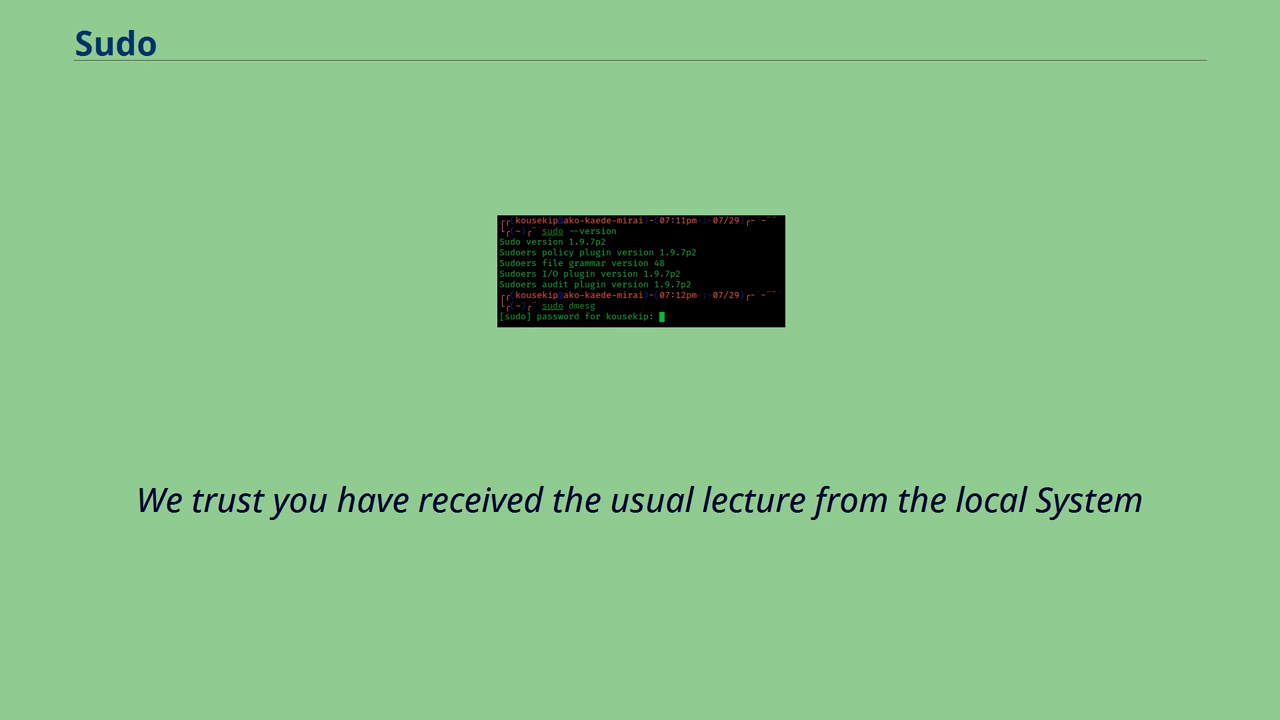 Sudo
(kousekip@ako-kaede-mirai)-(07:11pm-:-07/29)
(~) sudo --version
Sudo version 1.9.7p2
Sudoers policy plugin version 1.9.7p2
Sudoers file grammar version 48
Sudoers I/O plugin version 1.9.7p2
Sudoers audit plugin version 1.9.7p2
(kousekip@ako-kaede-mirai)-(07:12pm-:-07/29)
(~) sudo dmesg
[sudo] password for kousekip:
We trust you have received the usual lecture from the local System